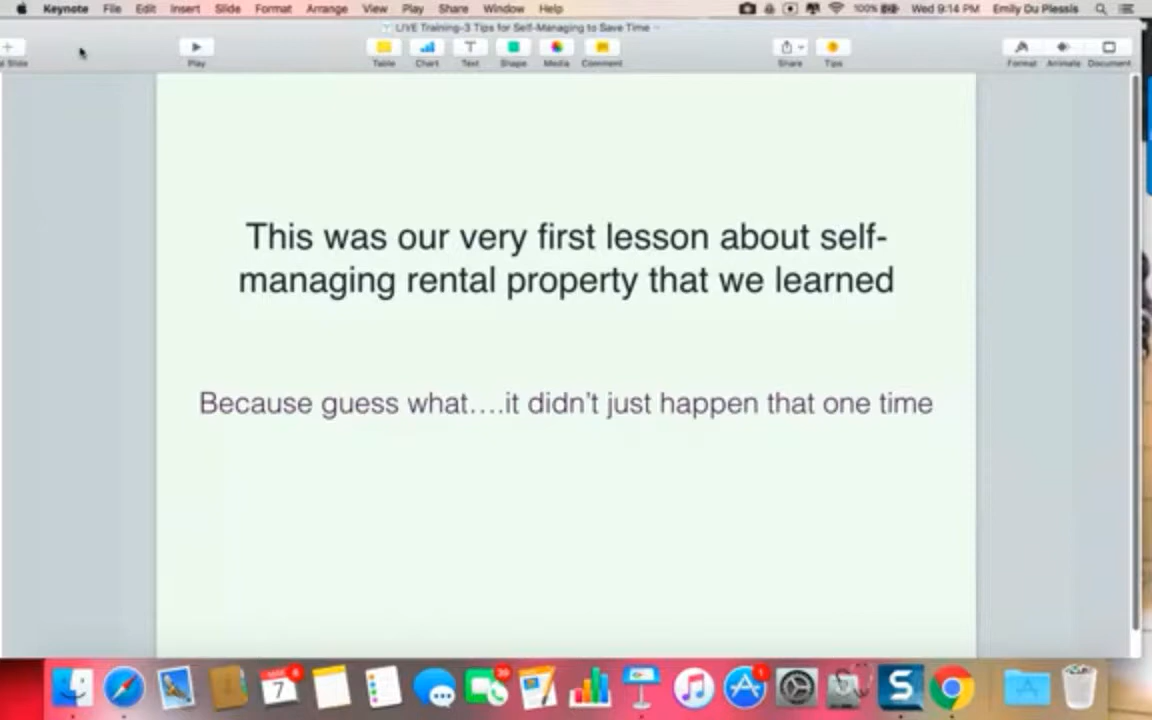 Keynote File Edit Insert Slide Format Arrange View Play Share Window Help 100% Wed 9:14 PM Emily Du Plessis
LIVE Training-3 Tips for Self-Managing to Save Time
Slide Play Table Chart Text Shape Media Comment Share Tips Format Animate Document
This was our very first lesson about self-
managing rental property that we learned
Because guess what....it didn't just happen that one time
7